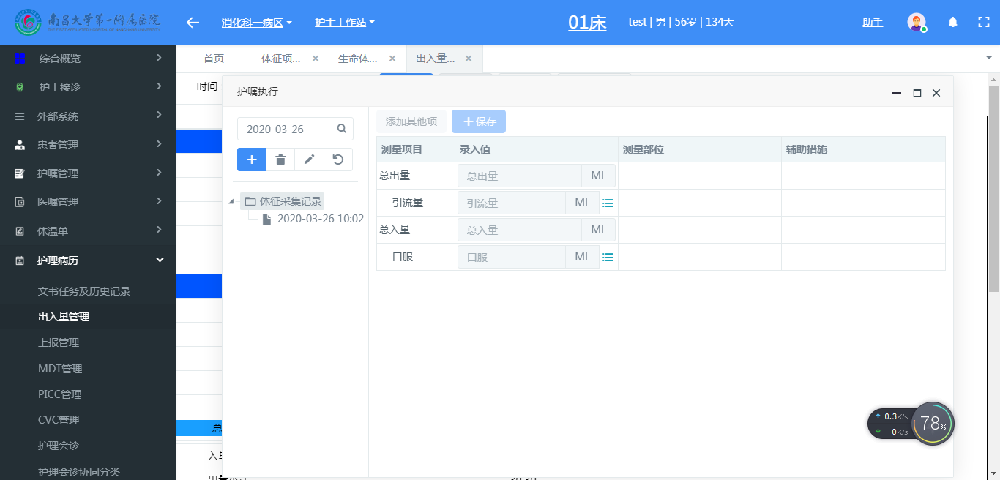 南昌大学第一附属医院
THE FIRST AFFILIATED HOSPITAL OF NANCHANG UNIVERSITY
消化科一病区
护士工作站
01床
test | 男 | 56岁 | 134天
助手
综合概览
护士接诊
外部系统
患者管理
护嘱管理
医嘱管理
体温单
护理病历
文书任务及历史记录
出入量管理
上报管理
MDT管理
PICC管理
CVC管理
护理会诊
护理会诊协同分类
首页
体征项...
生命体...
出入量...
时间
总
入量
护嘱执行
2020-03-26
体征采集记录
2020-03-26 10:02
添加其他项
保存
测量项目 录入值 测量部位 辅助措施
总出量 总出量 ML
引流量 引流量 ML
总入量 总入量 ML
口服 口服 ML
0.3K/s
0K/s
78%